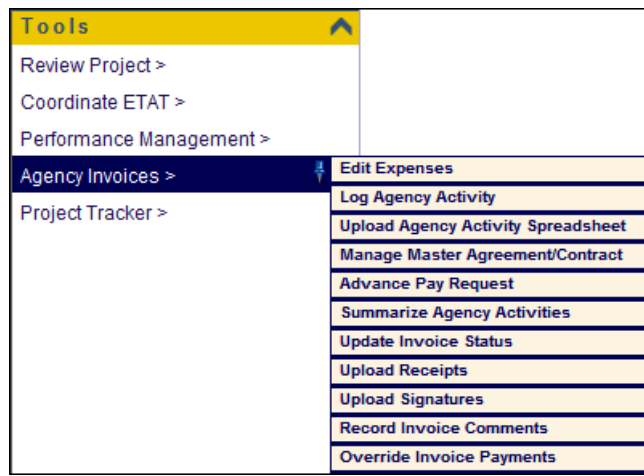 Tools
Review Project >
Coordinate ETAT >
Performance Management >
Agency Invoices >
Project Tracker >
Edit Expenses
Log Agency Activity
Upload Agency Activity Spreadsheet
Manage Master Agreement/Contract
Advance Pay Request
Summarize Agency Activities
Update Invoice Status
Upload Receipts
Upload Signatures
Record Invoice Comments
Override Invoice Payments